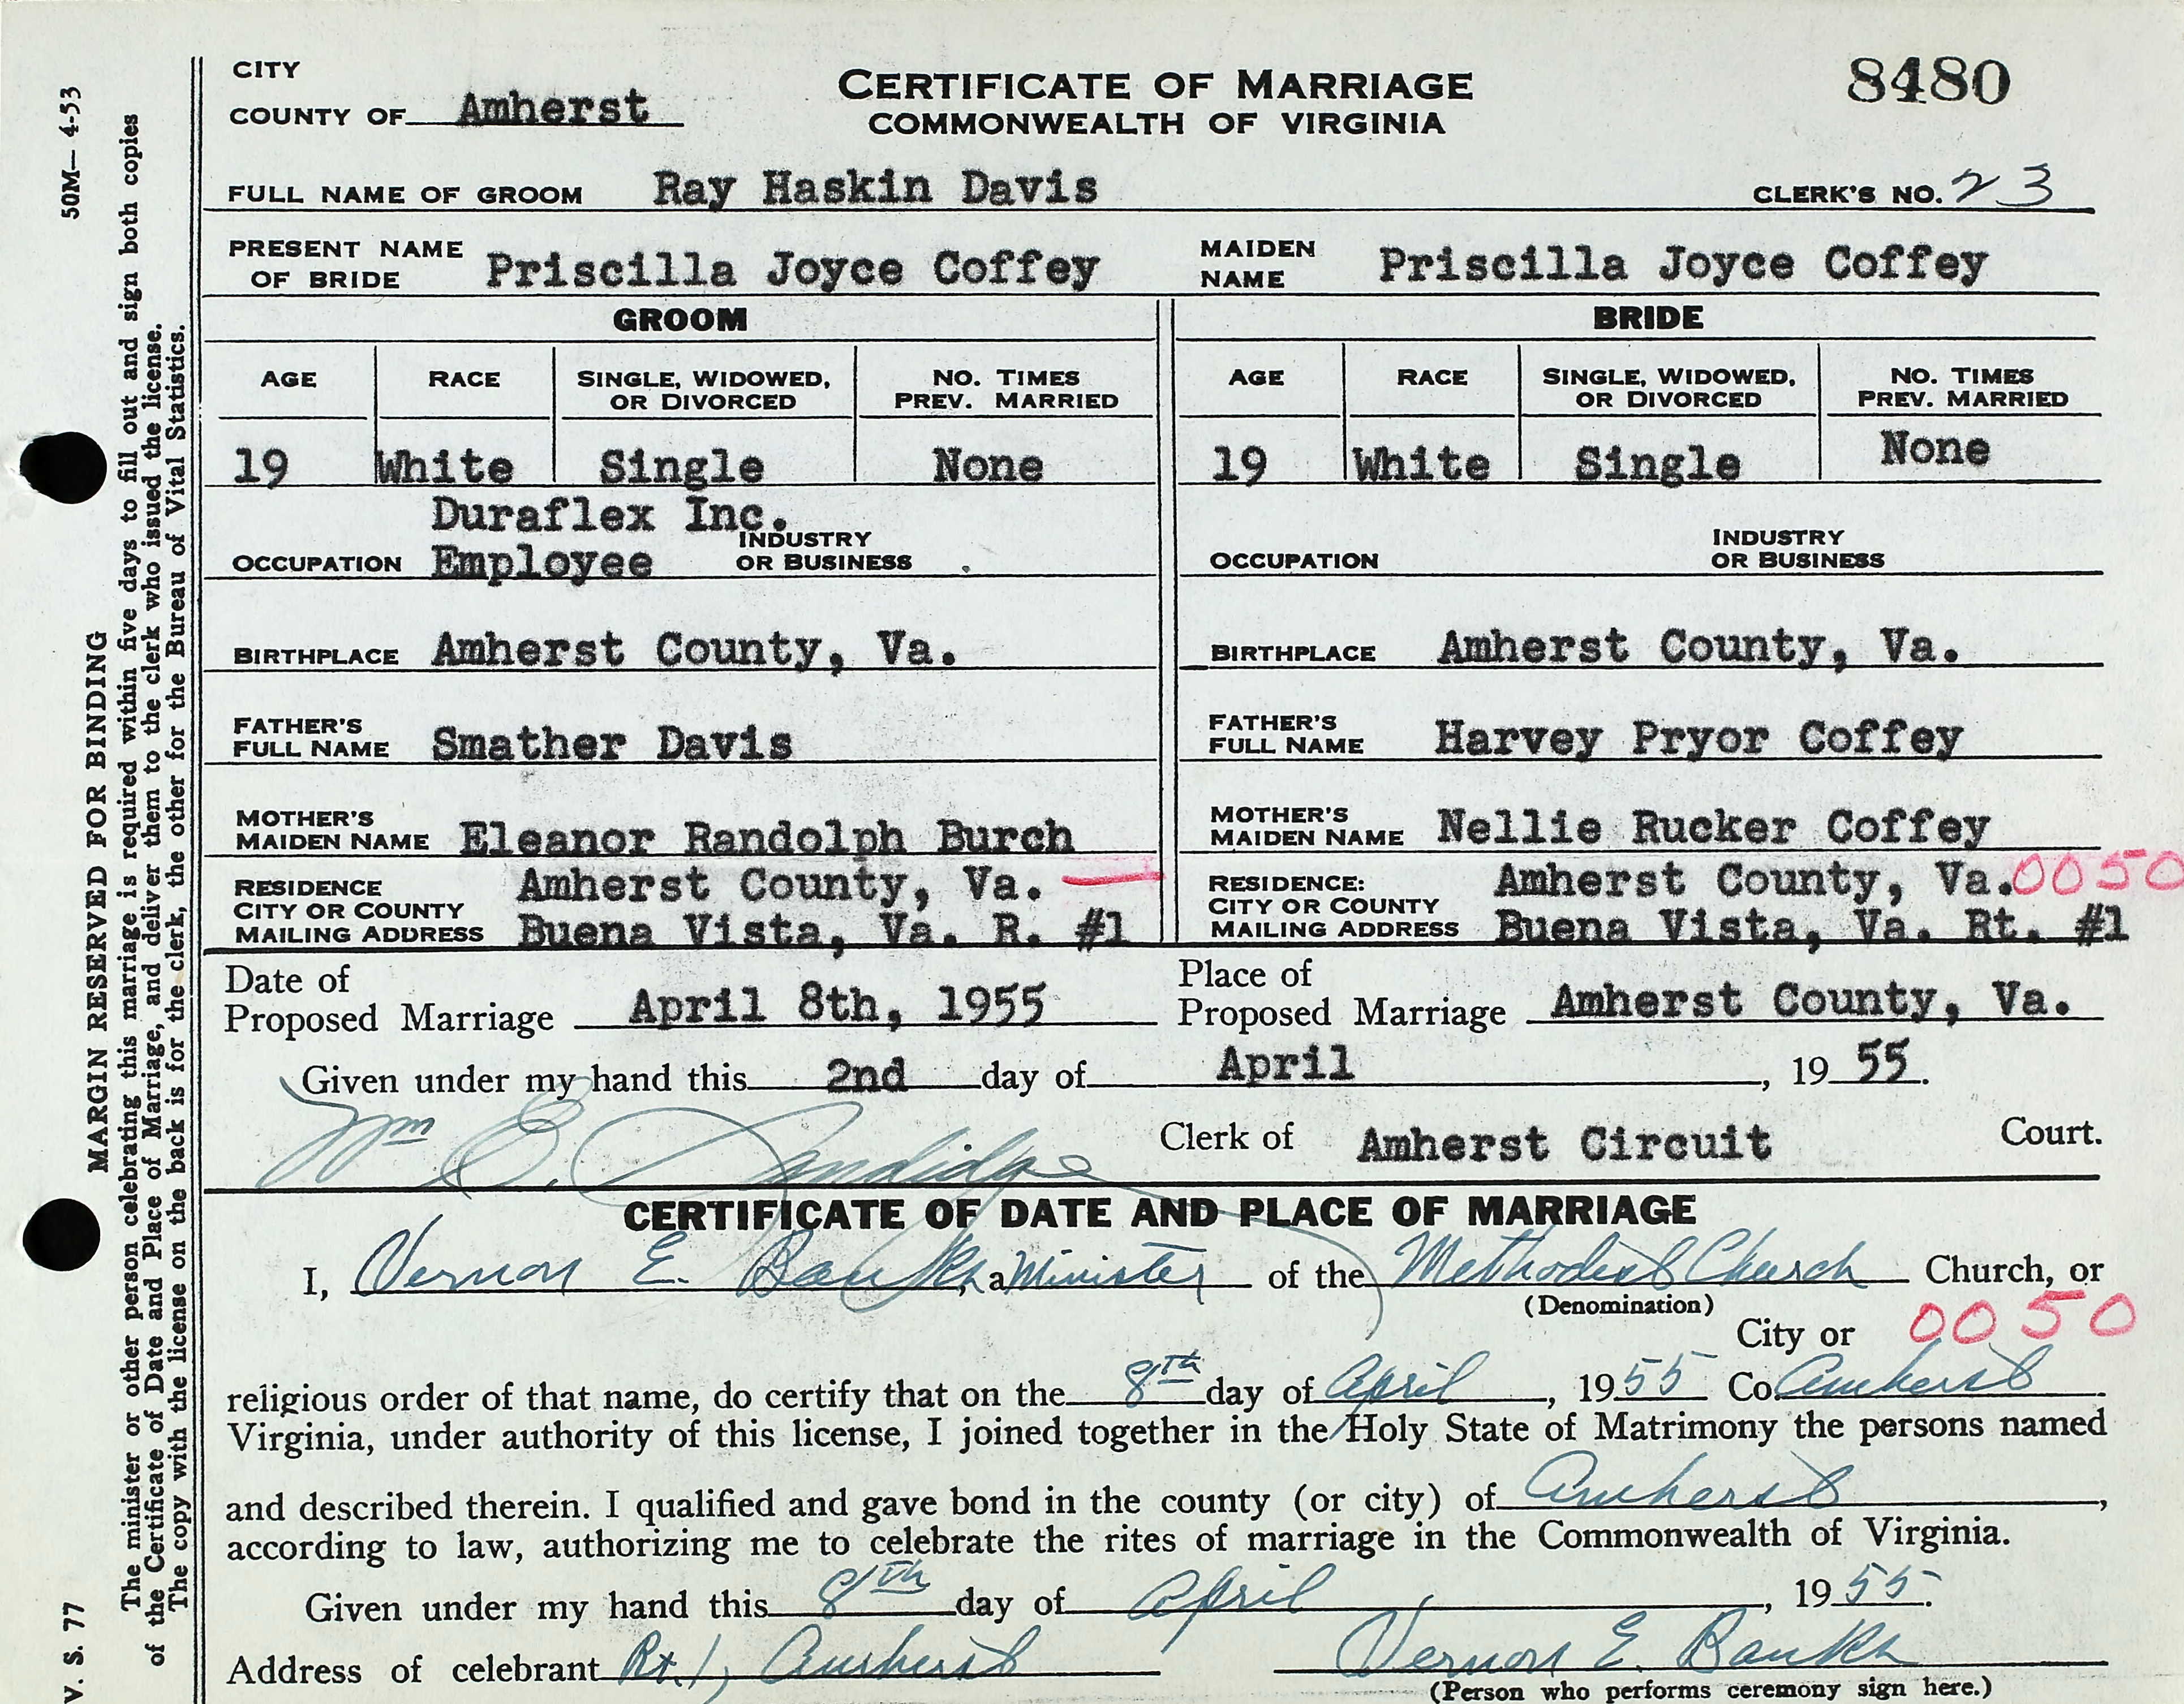 CITY
COUNTY OF Amherst
CERTIFICATE OF MARRIAGE
COMMONWEALTH OF VIRGINIA
8480
FULL NAME OF GROOM Ray Haskin Davis CLERK'S NO. 23
PRESENT NAME OF BRIDE Priscilla Joyce Coffey MAIDEN NAME Priscilla Joyce Coffey
GROOM BRIDE
AGE RACE SINGLE, WIDOWED, OR DIVORCED NO. TIMES PREV. MARRIED AGE RACE SINGLE, WIDOWED, OR DIVORCED NO. TIMES PREV. MARRIED
19 White Single None 19 White Single None
OCCUPATION Duraflex Inc. Employee INDUSTRY OR BUSINESS . OCCUPATION INDUSTRY OR BUSINESS
BIRTHPLACE Amherst County, Va. BIRTHPLACE Amherst County, Va.
FATHER'S FULL NAME Smather Davis FATHER'S FULL NAME Harvey Pryor Coffey
MOTHER'S MAIDEN NAME Eleanor Randolph Burch MOTHER'S MAIDEN NAME Nellie Rucker Coffey
RESIDENCE CITY OR COUNTY MAILING ADDRESS Amherst County, Va. Buena Vista, Va. R. #1 RESIDENCE: CITY OR COUNTY MAILING ADDRESS Amherst County, Va. 0050 Buena Vista, Va. Rt. #1
Date of Proposed Marriage April 8th, 1955 Place of Proposed Marriage Amherst County, Va.
Given under my hand this 2nd day of April, 19 55.
Wm E. Sandidge Clerk of Amherst Circuit Court.
CERTIFICATE OF DATE AND PLACE OF MARRIAGE
I, Vernon E. Banks, a Minister of the Methodist Church Church, or
(Denomination)
City or 0050
religious order of that name, do certify that on the 8th day of April, 1955 Co. Amherst
Virginia, under authority of this license, I joined together in the Holy State of Matrimony the persons named
and described therein. I qualified and gave bond in the county (or city) of Amherst,
according to law, authorizing me to celebrate the rites of marriage in the Commonwealth of Virginia.
Given under my hand this 8th day of April, 1955.
Address of celebrant Rt. 1, Amherst Vernon E. Banks
(Person who performs ceremony sign here.)
V. S. 77 50M—4-53
MARGIN RESERVED FOR BINDING
The minister or other person celebrating this marriage is required within five days to fill out and sign both copies
of the Certificate of Date and Place of Marriage, and deliver them to the clerk who issued the license.
The copy with the license on the back is for the clerk, the other for the Bureau of Vital Statistics.